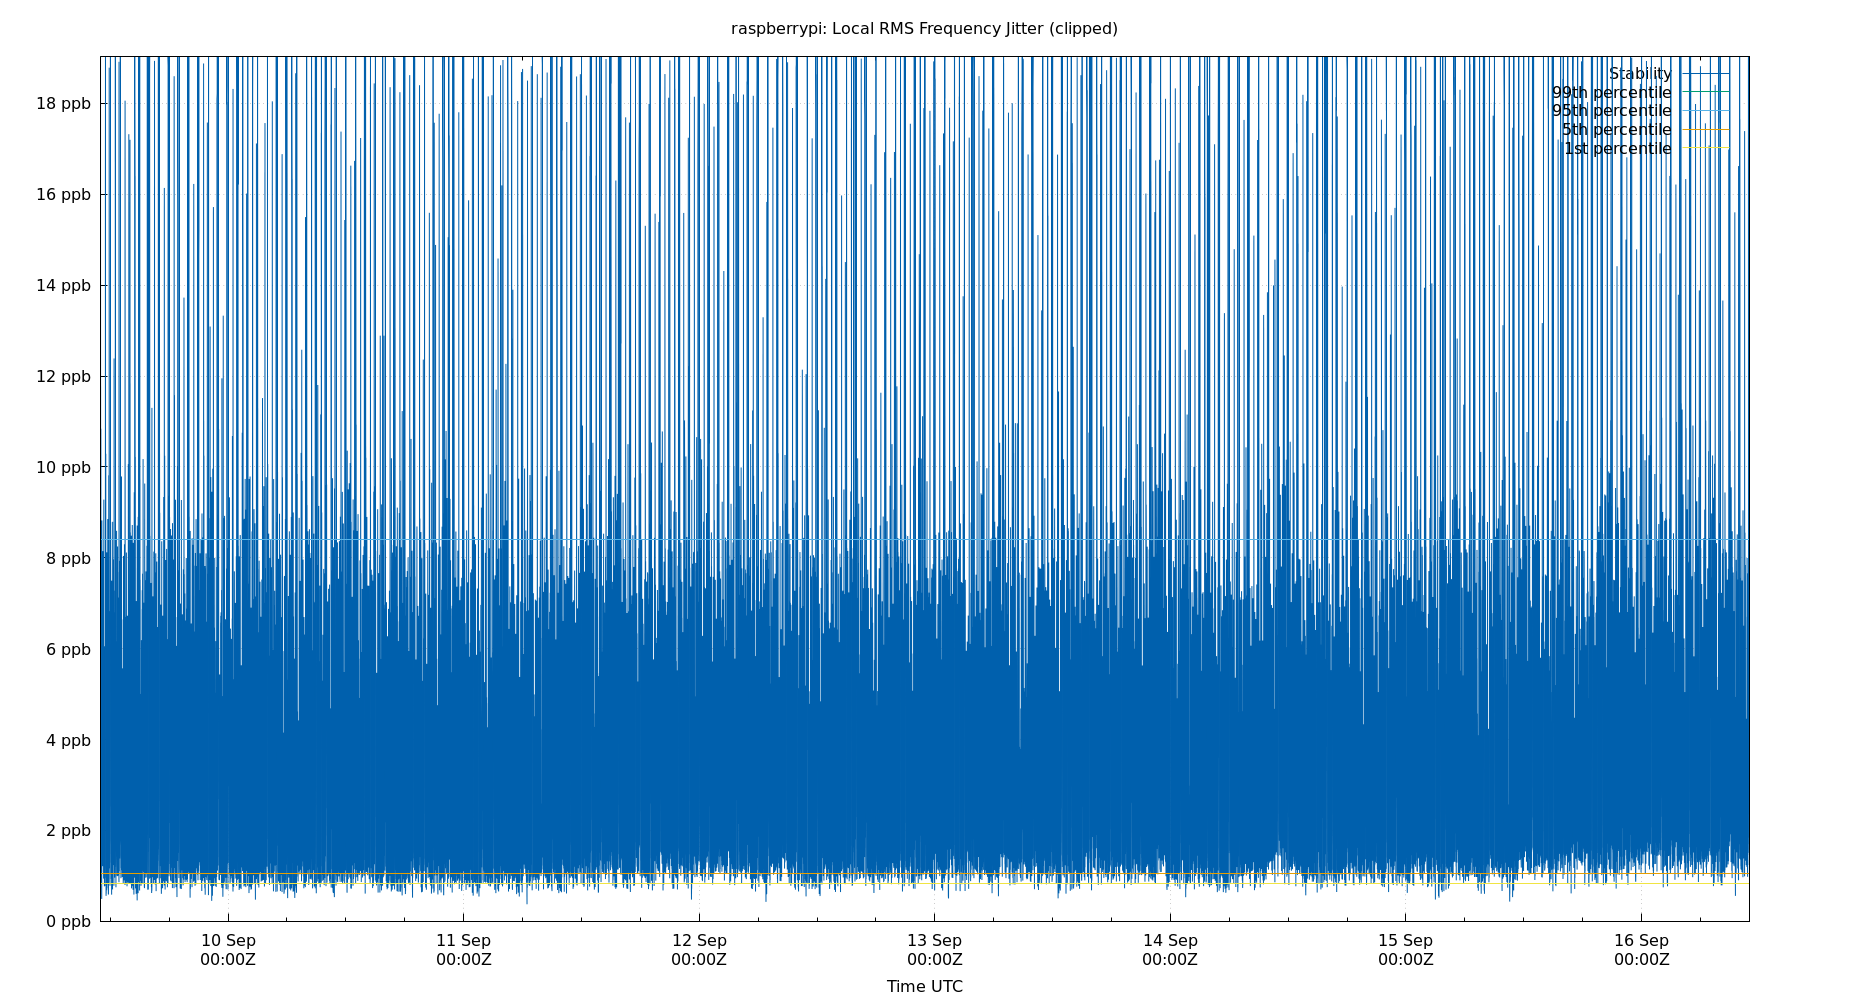 raspberrypi: Local RMS Frequency Jitter (clipped)
Stability
99th percentile
95th percentile
5th percentile
1st percentile
18 ppb
16 ppb
14 ppb
12 ppb
10 ppb
8 ppb
6 ppb
4 ppb
2 ppb
0 ppb
10 Sep 11 Sep 12 Sep 13 Sep 14 Sep 15 Sep 16 Sep
00:00Z 00:00Z 00:00Z 00:00Z 00:00Z 00:00Z 00:00Z
Time UTC